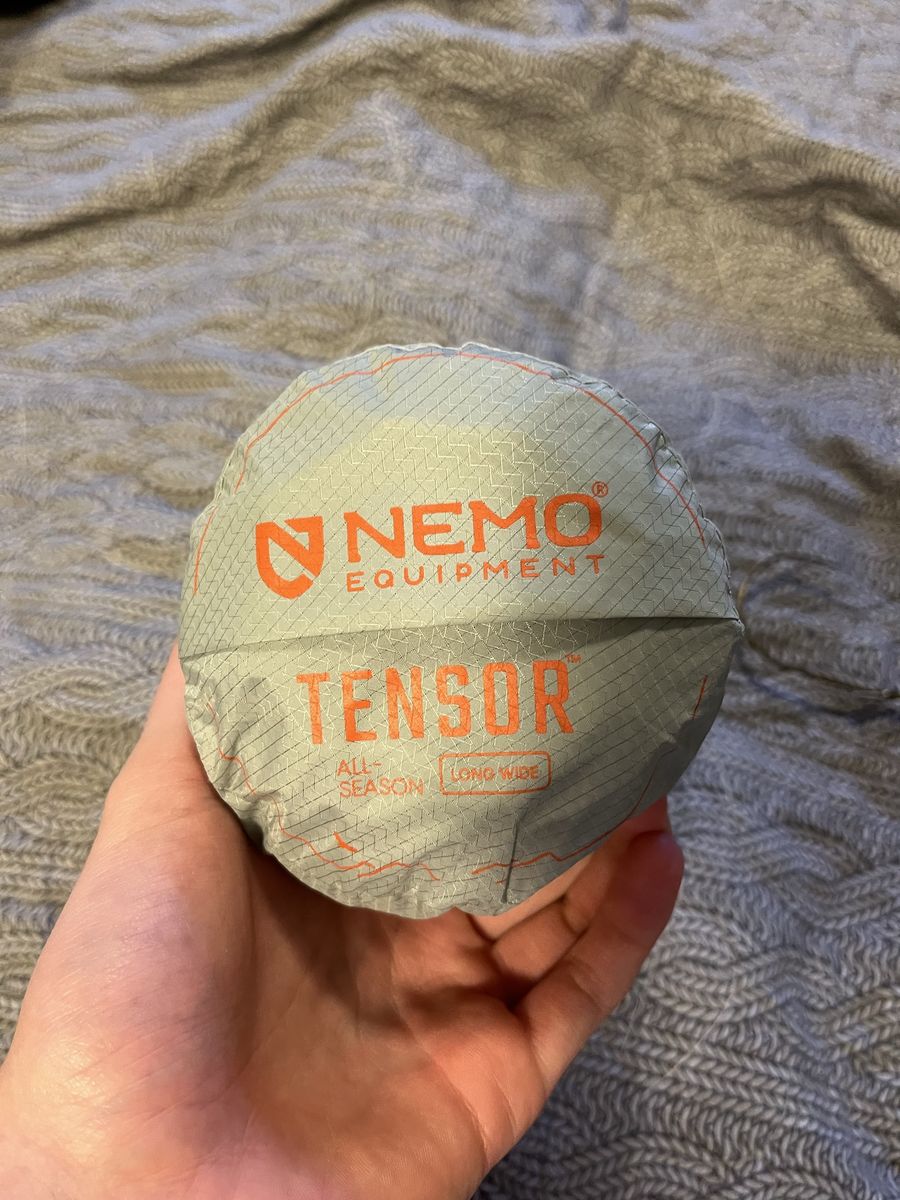 NEMO®
EQUIPMENT
TENSOR™
ALL-
SEASON
LONG WIDE